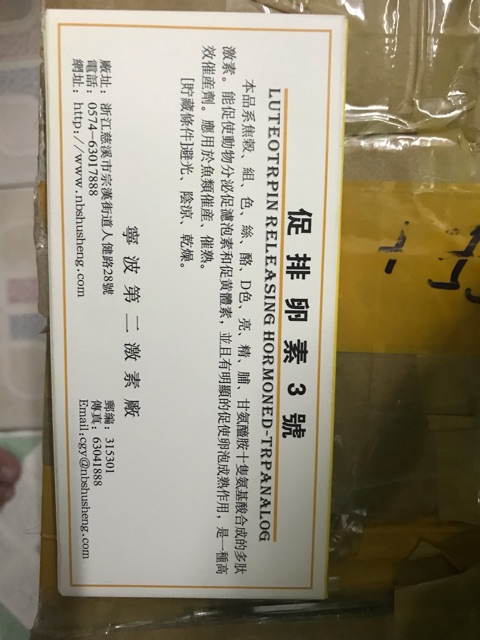 促排卵素3號
LUTEOTRPIN RELEASING HORMONED-TRPANALOG
本品系焦穀、組、色、絲、酪、D色、亮、精、脯、甘氨醯胺十隻氨基酸合成的多肽
激素。能促使動物分泌促濾泡素和促黃體素，並且有明顯的促使卵泡成熟作用，是一種高
效催産劑。應用於魚類催産、催熟。
[貯藏條件]避光、陰涼、乾燥。
寧波第二激素廠
廠址：浙江慈溪市宗漢街道人健路28號 郵編：315301
電話：0574-63017888 傳真：63041888
網址：http://www.nbshusheng.com Email:cgy@nbshusheng.com